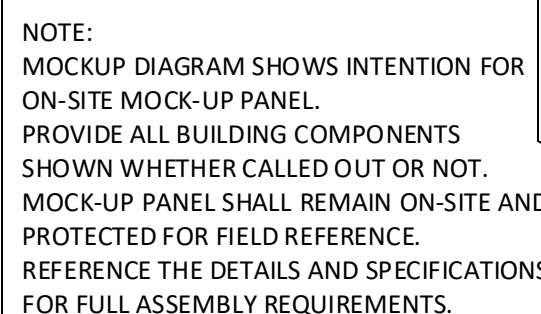 NOTE:
MOCKUP DIAGRAM SHOWS INTENTION FOR
ON-SITE MOCK-UP PANEL.
PROVIDE ALL BUILDING COMPONENTS
SHOWN WHETHER CALLED OUT OR NOT.
MOCK-UP PANEL SHALL REMAIN ON-SITE AND
PROTECTED FOR FIELD REFERENCE.
REFERENCE THE DETAILS AND SPECIFICATIONS
FOR FULL ASSEMBLY REQUIREMENTS.